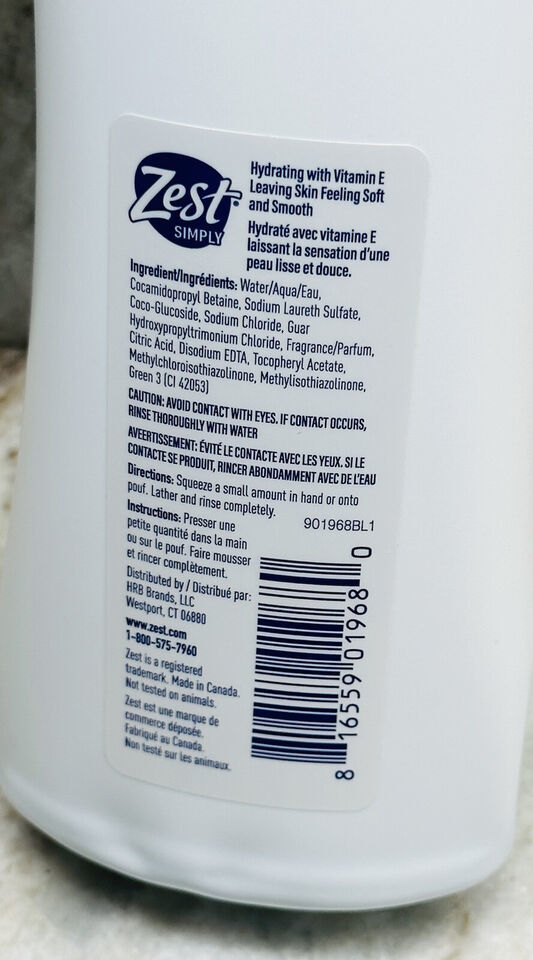 Zest
SIMPLY
Hydrating with Vitamin E
Leaving Skin Feeling Soft
and Smooth
Hydraté avec vitamine E
laissant la sensation d'une
peau lisse et douce.
Ingredient/Ingrédients: Water/Aqua/Eau,
Cocamidopropyl Betaine, Sodium Laureth Sulfate,
Coco-Glucoside, Sodium Chloride, Guar
Hydroxypropyltrimonium Chloride, Fragrance/Parfum,
Citric Acid, Disodium EDTA, Tocopheryl Acetate,
Methylchloroisothiazolinone, Methylisothiazolinone,
Green 3 (CI 42053)
CAUTION: AVOID CONTACT WITH EYES. IF CONTACT OCCURS,
RINSE THOROUGHLY WITH WATER
AVEERTISSEMENT: ÉVITÉ LE CONTACTE AVEC LES YEUX. SI LE
CONTACTE SE PRODUIT, RINCER ABONDAMMENT AVEC DE L'EAU
Directions: Squeeze a small amount in hand or onto
pouf. Lather and rinse completely.
901968BL1
Instructions: Presser une
petite quantité dans la main
ou sur le pouf. Faire mousser
et rincer complètement.
Distributed by / Distribué par:
HRB Brands, LLC
Westport, CT 06880
www.zest.com
1-800-575-7960
Zest is a registered
trademark. Made in Canada.
Not tested on animals.
Zest est une marque de
commerce déposée.
Fabriqué au Canada.
Non testé sur les animaux.
8 16559 01968 0